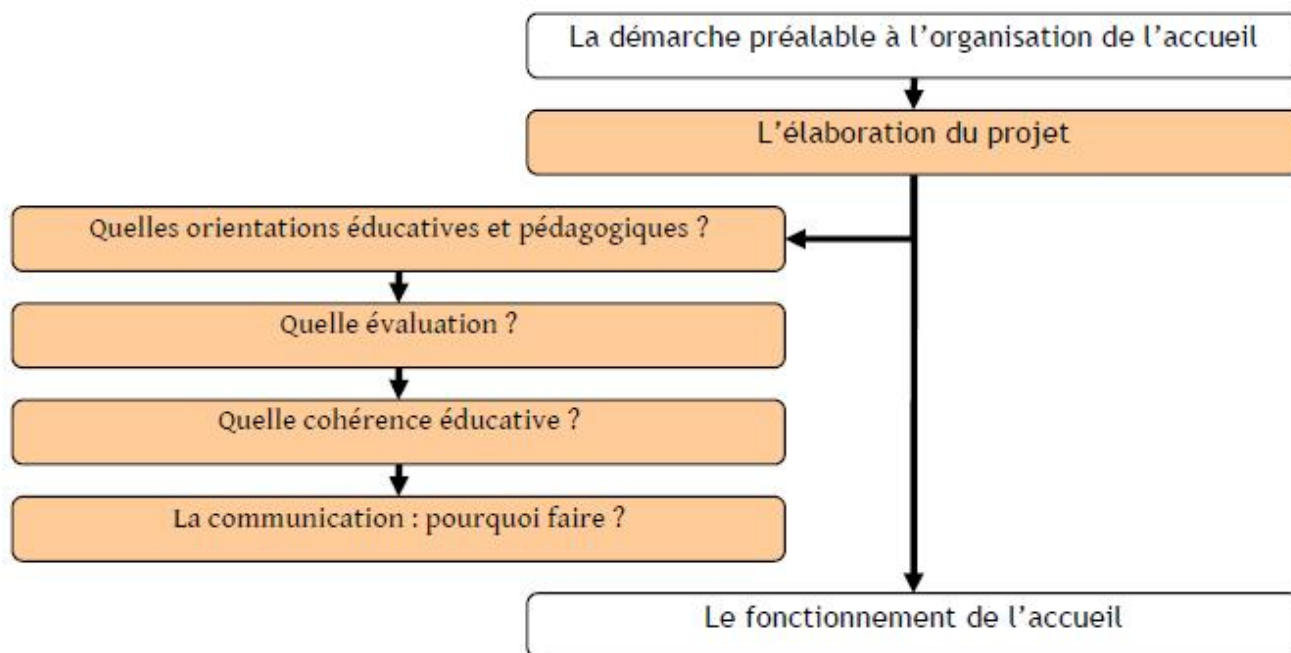 La démarche préalable à l'organisation de l'accueil
L'élaboration du projet
Quelles orientations éducatives et pédagogiques ?
Quelle évaluation ?
Quelle cohérence éducative ?
La communication : pourquoi faire ?
Le fonctionnement de l'accueil